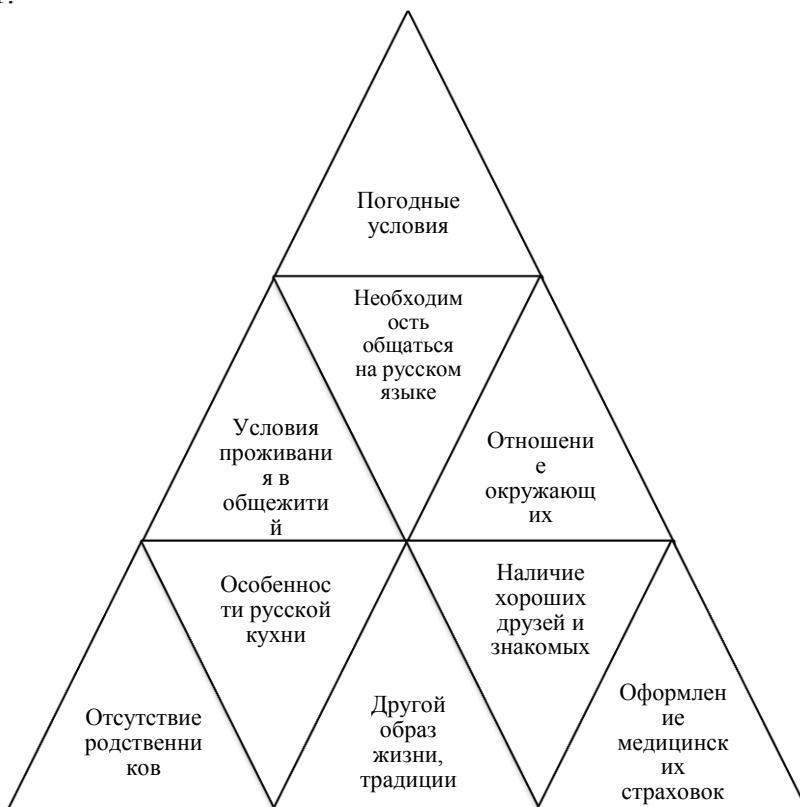 Погодные
условия
Необходим
ость
общаться
на русском
языке
Условия
проживани
я в
общежити
й
Отношени
е
окружающ
их
Особеннос
ти русской
кухни
Наличие
хороших
друзей и
знакомых
Отсутствие
родственни
ков
Другой
образ
жизни,
традиции
Оформлен
ие
медицинск
их
страховок